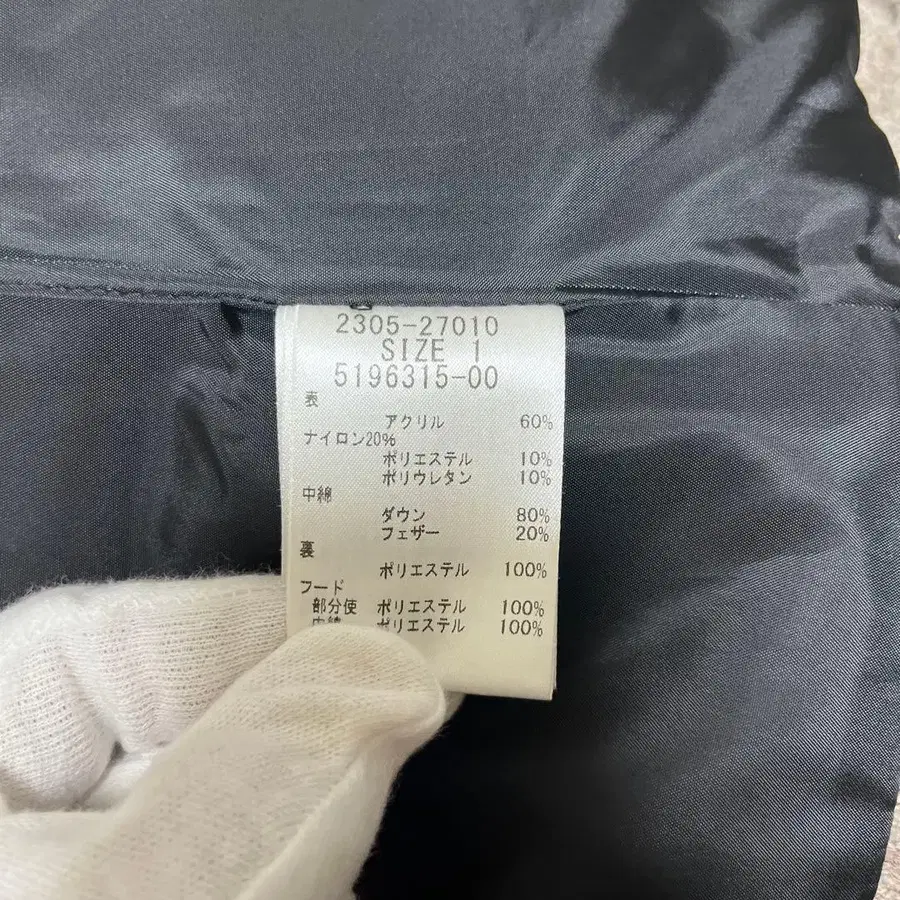 2305-27010
SIZE 1
5196315-00
表
アクリル 60%
ナイロン20%
ポリエステル 10%
ポリウレタン 10%
中綿
ダウン 80%
フェザー 20%
裏
ポリエステル 100%
フード
部分使 ポリエステル 100%
中綿 ポリエステル 100%